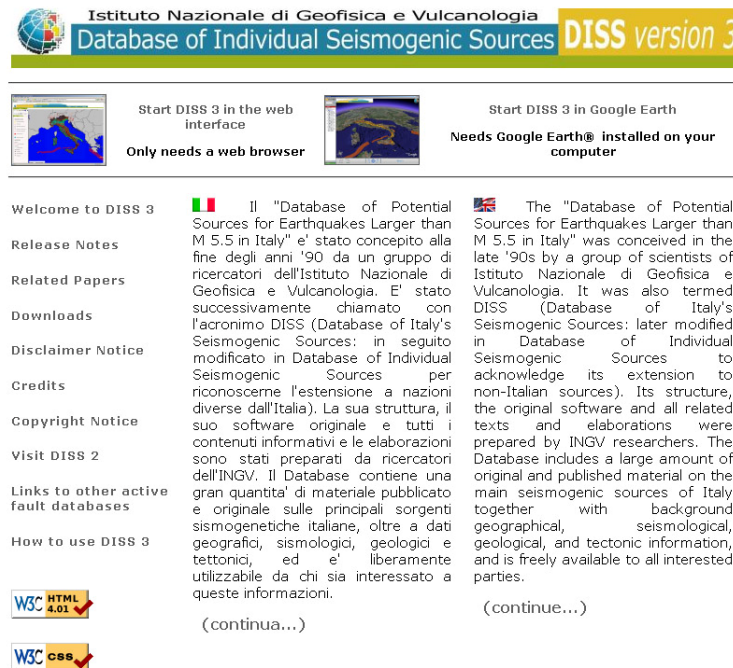 Istituto Nazionale di Geofisica e Vulcanologia
Database of Individual Seismogenic Sources DISS version 3
Start DISS 3 in the web
interface
Only needs a web browser
Start DISS 3 in Google Earth
Needs Google Earth® installed on your
computer
Welcome to DISS 3
Release Notes
Related Papers
Downloads
Disclaimer Notice
Credits
Copyright Notice
Visit DISS 2
Links to other active
fault databases
How to use DISS 3
W3C HTML
4.01
W3C css
Il "Database of Potential
Sources for Earthquakes Larger than
M 5.5 in Italy" e' stato concepito alla
fine degli anni '90 da un gruppo di
ricercatori dell'Istituto Nazionale di
Geofisica e Vulcanologia. E' stato
successivamente chiamato con
l'acronimo DISS (Database of Italy's
Seismogenic Sources: in seguito
modificato in Database of Individual
Seismogenic Sources per
riconoscerne l'estensione a nazioni
diverse dall'Italia). La sua struttura, il
suo software originale e tutti i
contenuti informativi e le elaborazioni
sono stati preparati da ricercatori
dell'INGV. Il Database contiene una
gran quantita' di materiale pubblicato
e originale sulle principali sorgenti
sismogenetiche italiane, oltre a dati
geografici, sismologici, geologici e
tettonici, ed e' liberamente
utilizzabile da chi sia interessato a
queste informazioni.
(continua...)
The "Database of Potential
Sources for Earthquakes Larger than
M 5.5 in Italy" was conceived in the
late '90s by a group of scientists of
Istituto Nazionale di Geofisica e
Vulcanologia. It was also termed
DISS (Database of Italy's
Seismogenic Sources: later modified
in Database of Individual
Seismogenic Sources to
acknowledge its extension to
non-Italian sources). Its structure,
the original software and all related
texts and elaborations were
prepared by INGV researchers. The
Database includes a large amount of
original and published material on the
main seismogenic sources of Italy
together with background
geographical, seismological,
geological, and tectonic information,
and is freely available to all interested
parties.
(continue...)